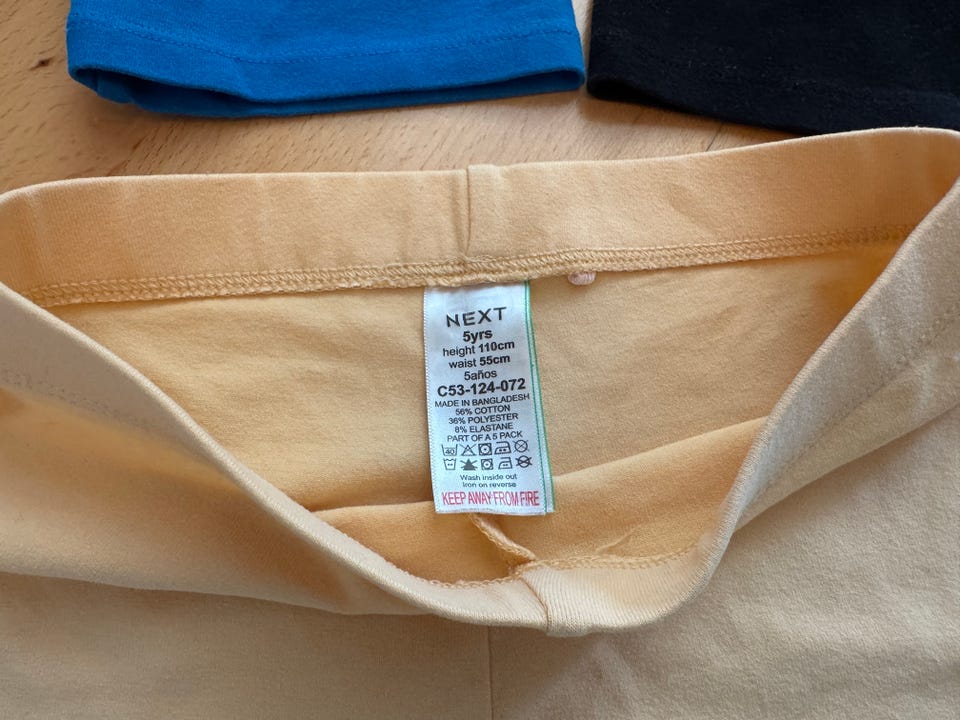 NEXT
5yrs
height 110cm
waist 55cm
5años
C53-124-072
MADE IN BANGLADESH
56% COTTON
36% POLYESTER
8% ELASTANE
PART OF A 5 PACK
40
Wash inside out
Iron on reverse
KEEP AWAY FROM FIRE